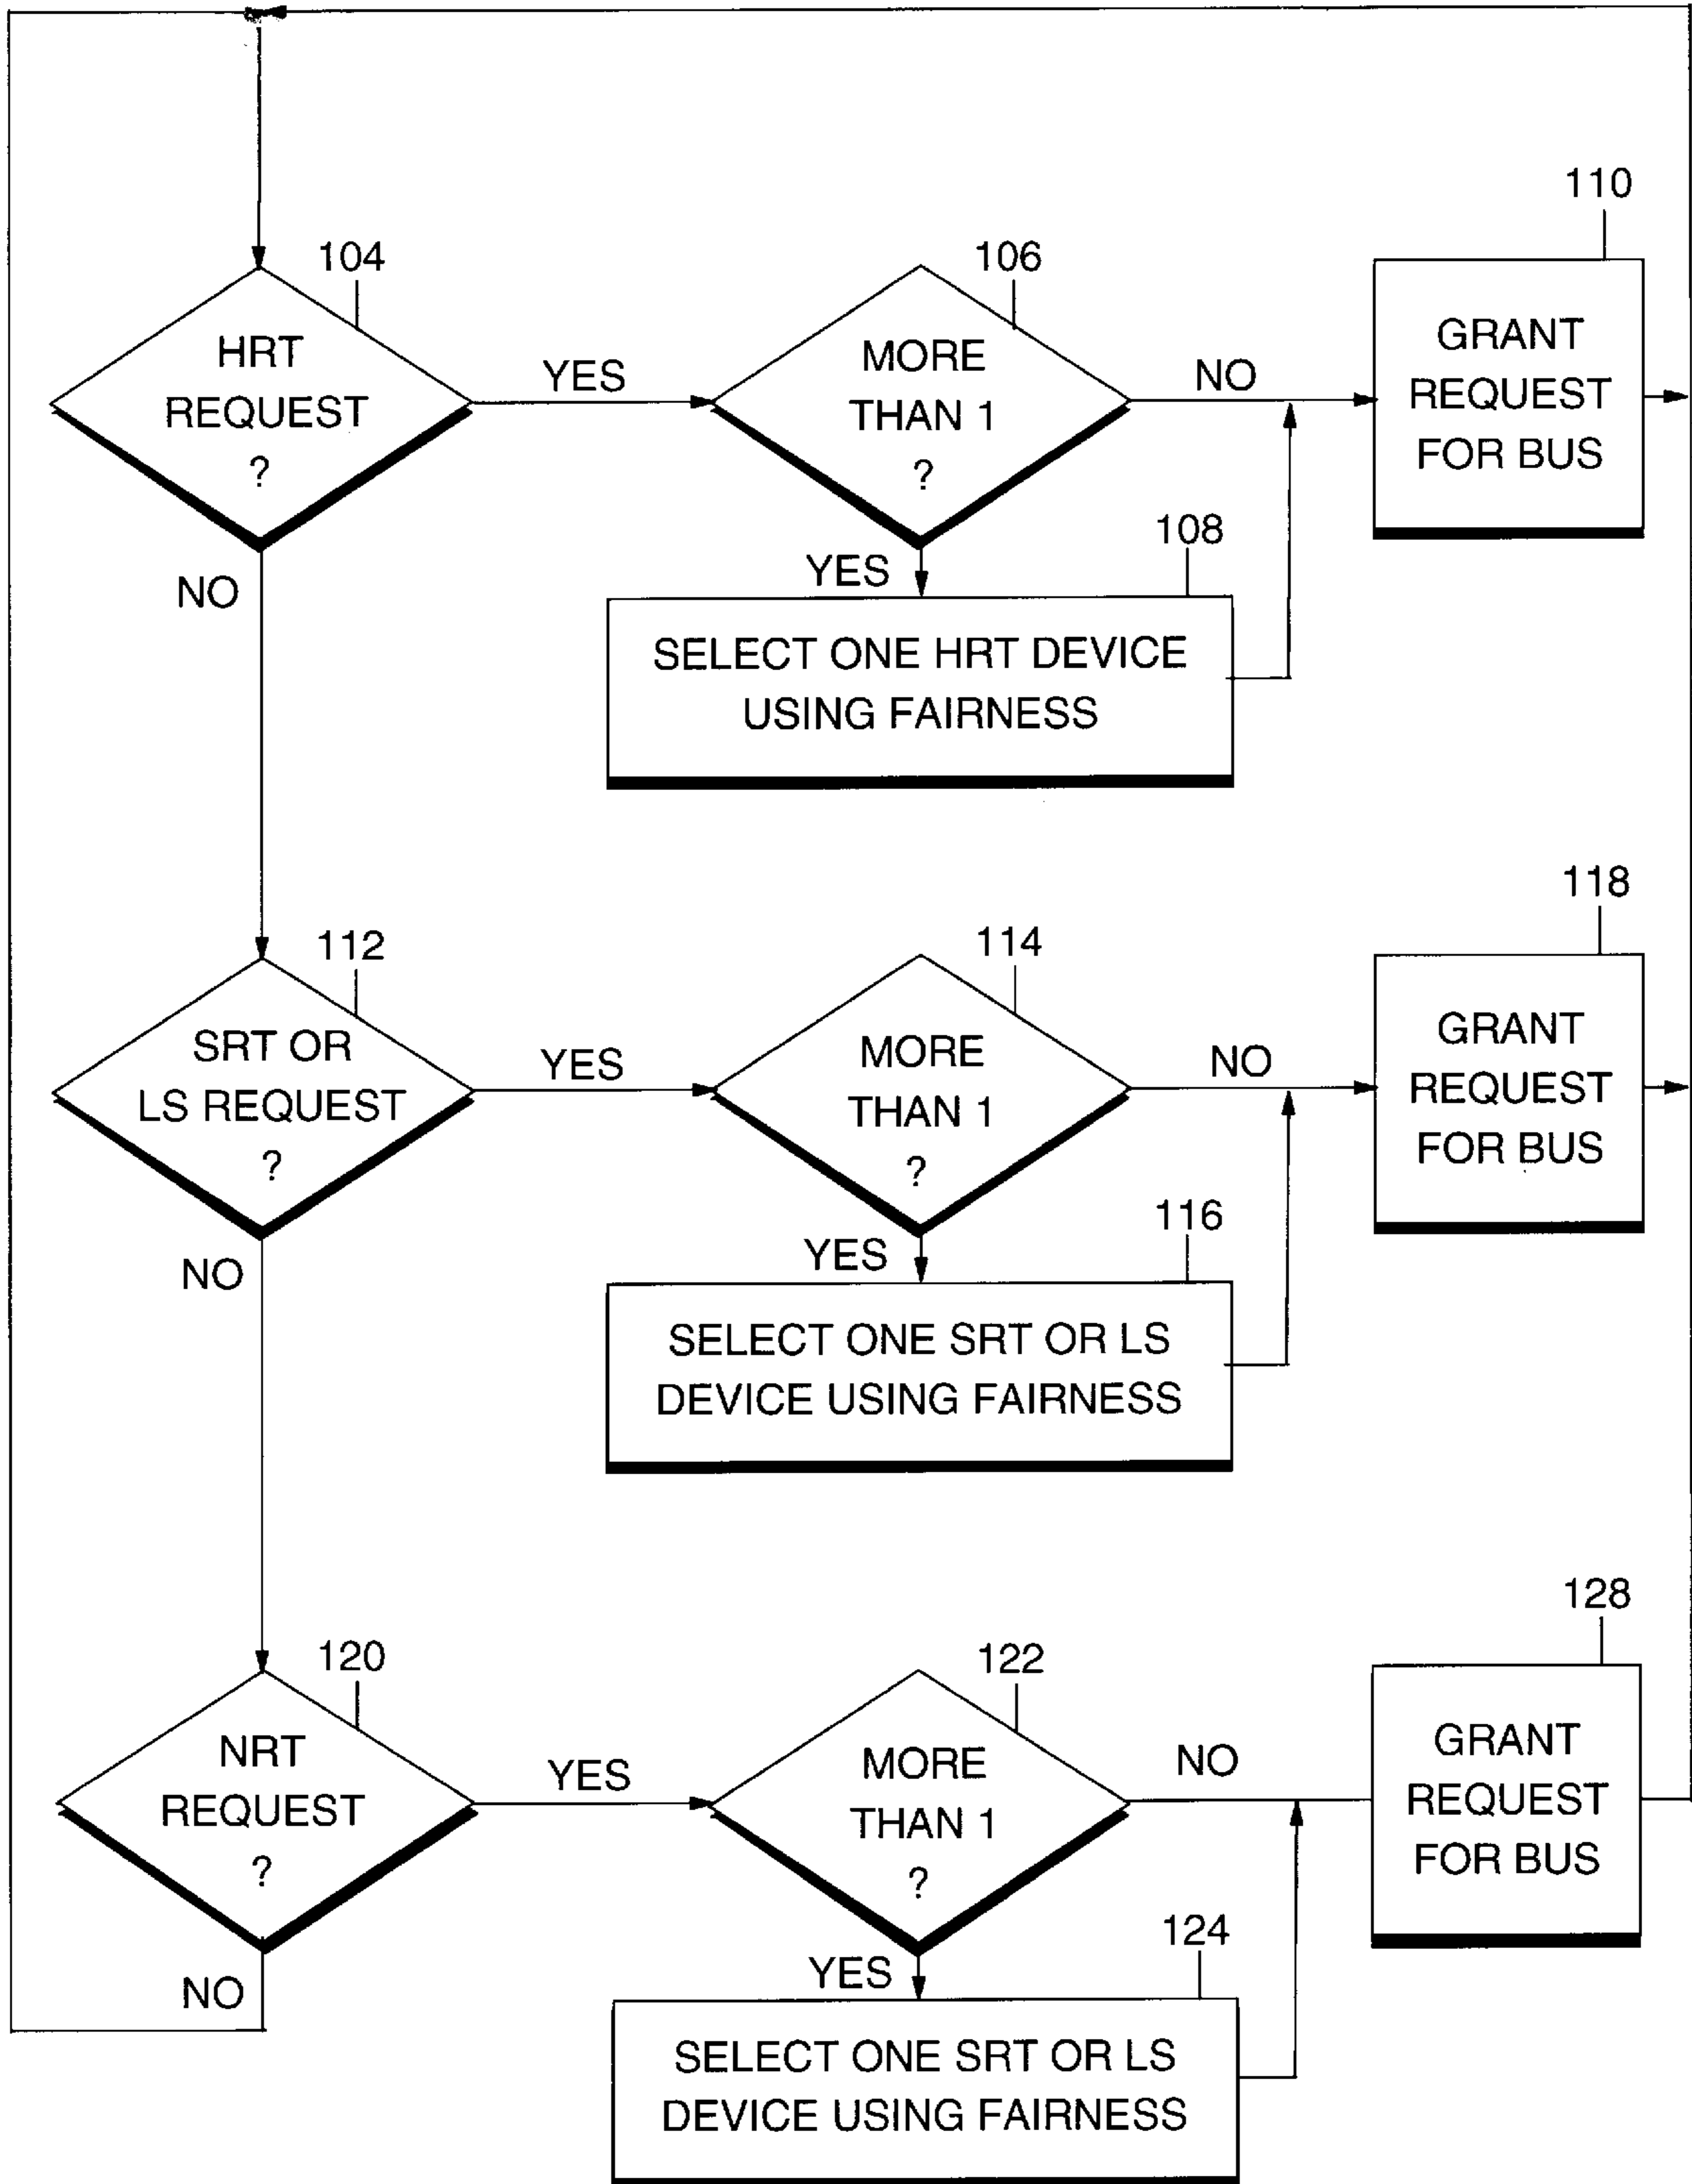 110
104
106
HRT
REQUEST
?
YES
MORE
THAN 1
?
NO
GRANT
REQUEST
FOR BUS
NO
YES
108
SELECT ONE HRT DEVICE
USING FAIRNESS
118
112
114
SRT OR
LS REQUEST
?
YES
MORE
THAN 1
?
NO
GRANT
REQUEST
FOR BUS
NO
YES
116
SELECT ONE SRT OR LS
DEVICE USING FAIRNESS
128
120
122
NRT
REQUEST
?
YES
MORE
THAN 1
?
NO
GRANT
REQUEST
FOR BUS
NO
YES
124
SELECT ONE SRT OR LS
DEVICE USING FAIRNESS